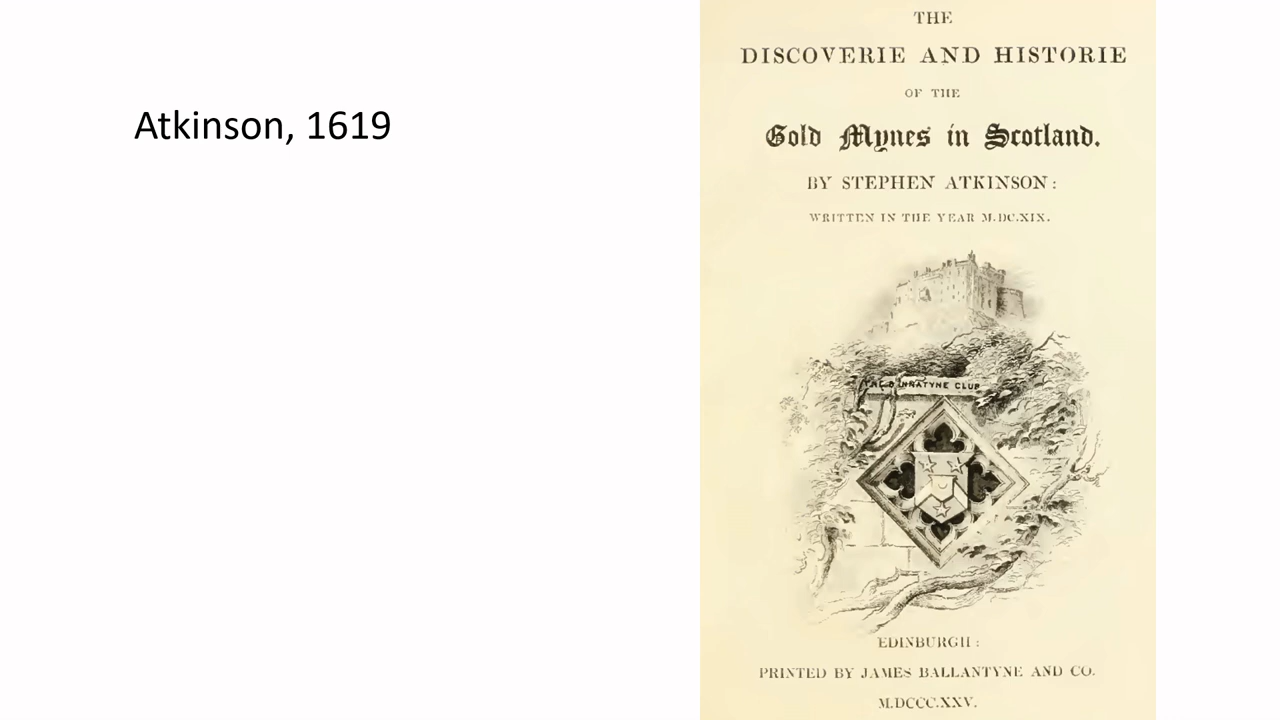 Atkinson, 1619
THE
DISCOVERIE AND HISTORIE
OF THE
Gold Mynes in Scotland.
BY STEPHEN ATKINSON:
WRITTEN IN THE YEAR M.DC.XIX.
THE BANNATYNE CLUB
EDINBURGH:
PRINTED BY JAMES BALLANTYNE AND CO.
M.DCCC.XXV.